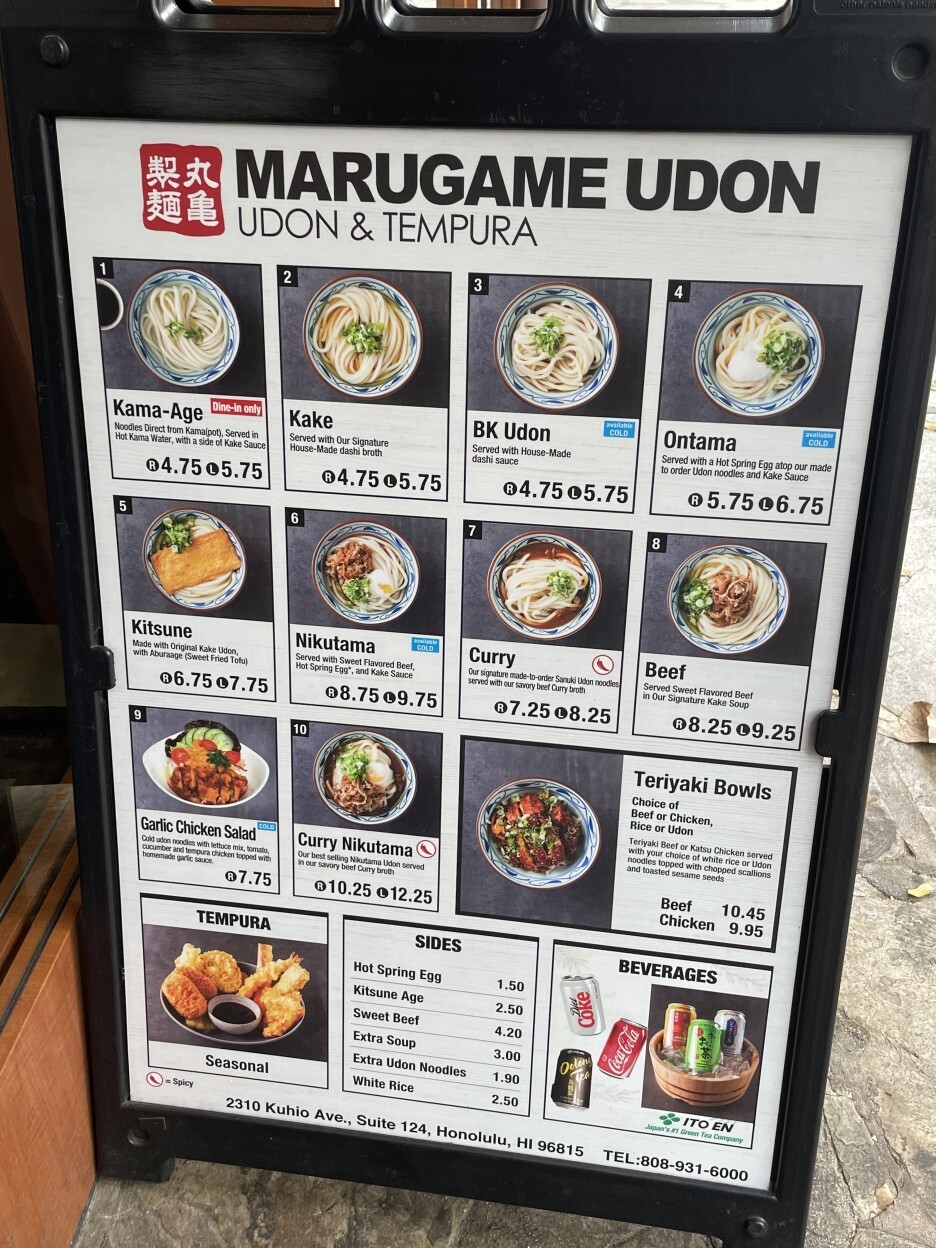 other patents
製 丸
麺 亀
MARUGAME UDON
UDON & TEMPURA
1
Kama-Age
Dine-in only
Noodles Direct from Kama(pot), Served in
Hot Kama Water, with a side of Kake Sauce
R 4.75 L 5.75
2
Kake
Served with Our Signature
House-Made dashi broth
R 4.75 L 5.75
3
BK Udon
available
COLD
Served with House-Made
dashi sauce
R 4.75 L 5.75
4
Ontama
available
COLD
Served with a Hot Spring Egg atop our made
to order Udon noodles and Kake Sauce
R 5.75 L 6.75
5
Kitsune
Made with Original Kake Udon,
with Aburaage (Sweet Fried Tofu)
R 6.75 L 7.75
6
Nikutama
available
COLD
Served with Sweet Flavored Beef,
Hot Spring Egg*, and Kake Sauce
R 8.75 L 9.75
7
Curry
Our signature made-to-order Sanuki Udon noodles
served with our savory beef Curry broth
R 7.25 L 8.25
8
Beef
Served Sweet Flavored Beef
in Our Signature Kake Soup
R 8.25 L 9.25
9
Garlic Chicken Salad
COLD
Cold udon noodles with lettuce mix, tomato,
cucumber and tempura chicken topped with
homemade garlic sauce.
R 7.75
10
Curry Nikutama
Our best selling Nikutama Udon served
in our savory beef Curry broth
R 10.25 L 12.25
Teriyaki Bowls
Choice of
Beef or Chicken,
Rice or Udon
Teriyaki Beef or Katsu Chicken served
with your choice of white rice or Udon
noodles topped with chopped scallions
and toasted sesame seeds
Beef 10.45
Chicken 9.95
TEMPURA
Seasonal
= Spicy
SIDES
Hot Spring Egg 1.50
Kitsune Age 2.50
Sweet Beef 4.20
Extra Soup 3.00
Extra Udon Noodles 1.90
White Rice 2.50
BEVERAGES
Diet Coke
Coca-Cola
Oolong
tea
ITO EN
Japan's #1 Green Tea Company
2310 Kuhio Ave., Suite 124, Honolulu, HI 96815 TEL:808-931-6000